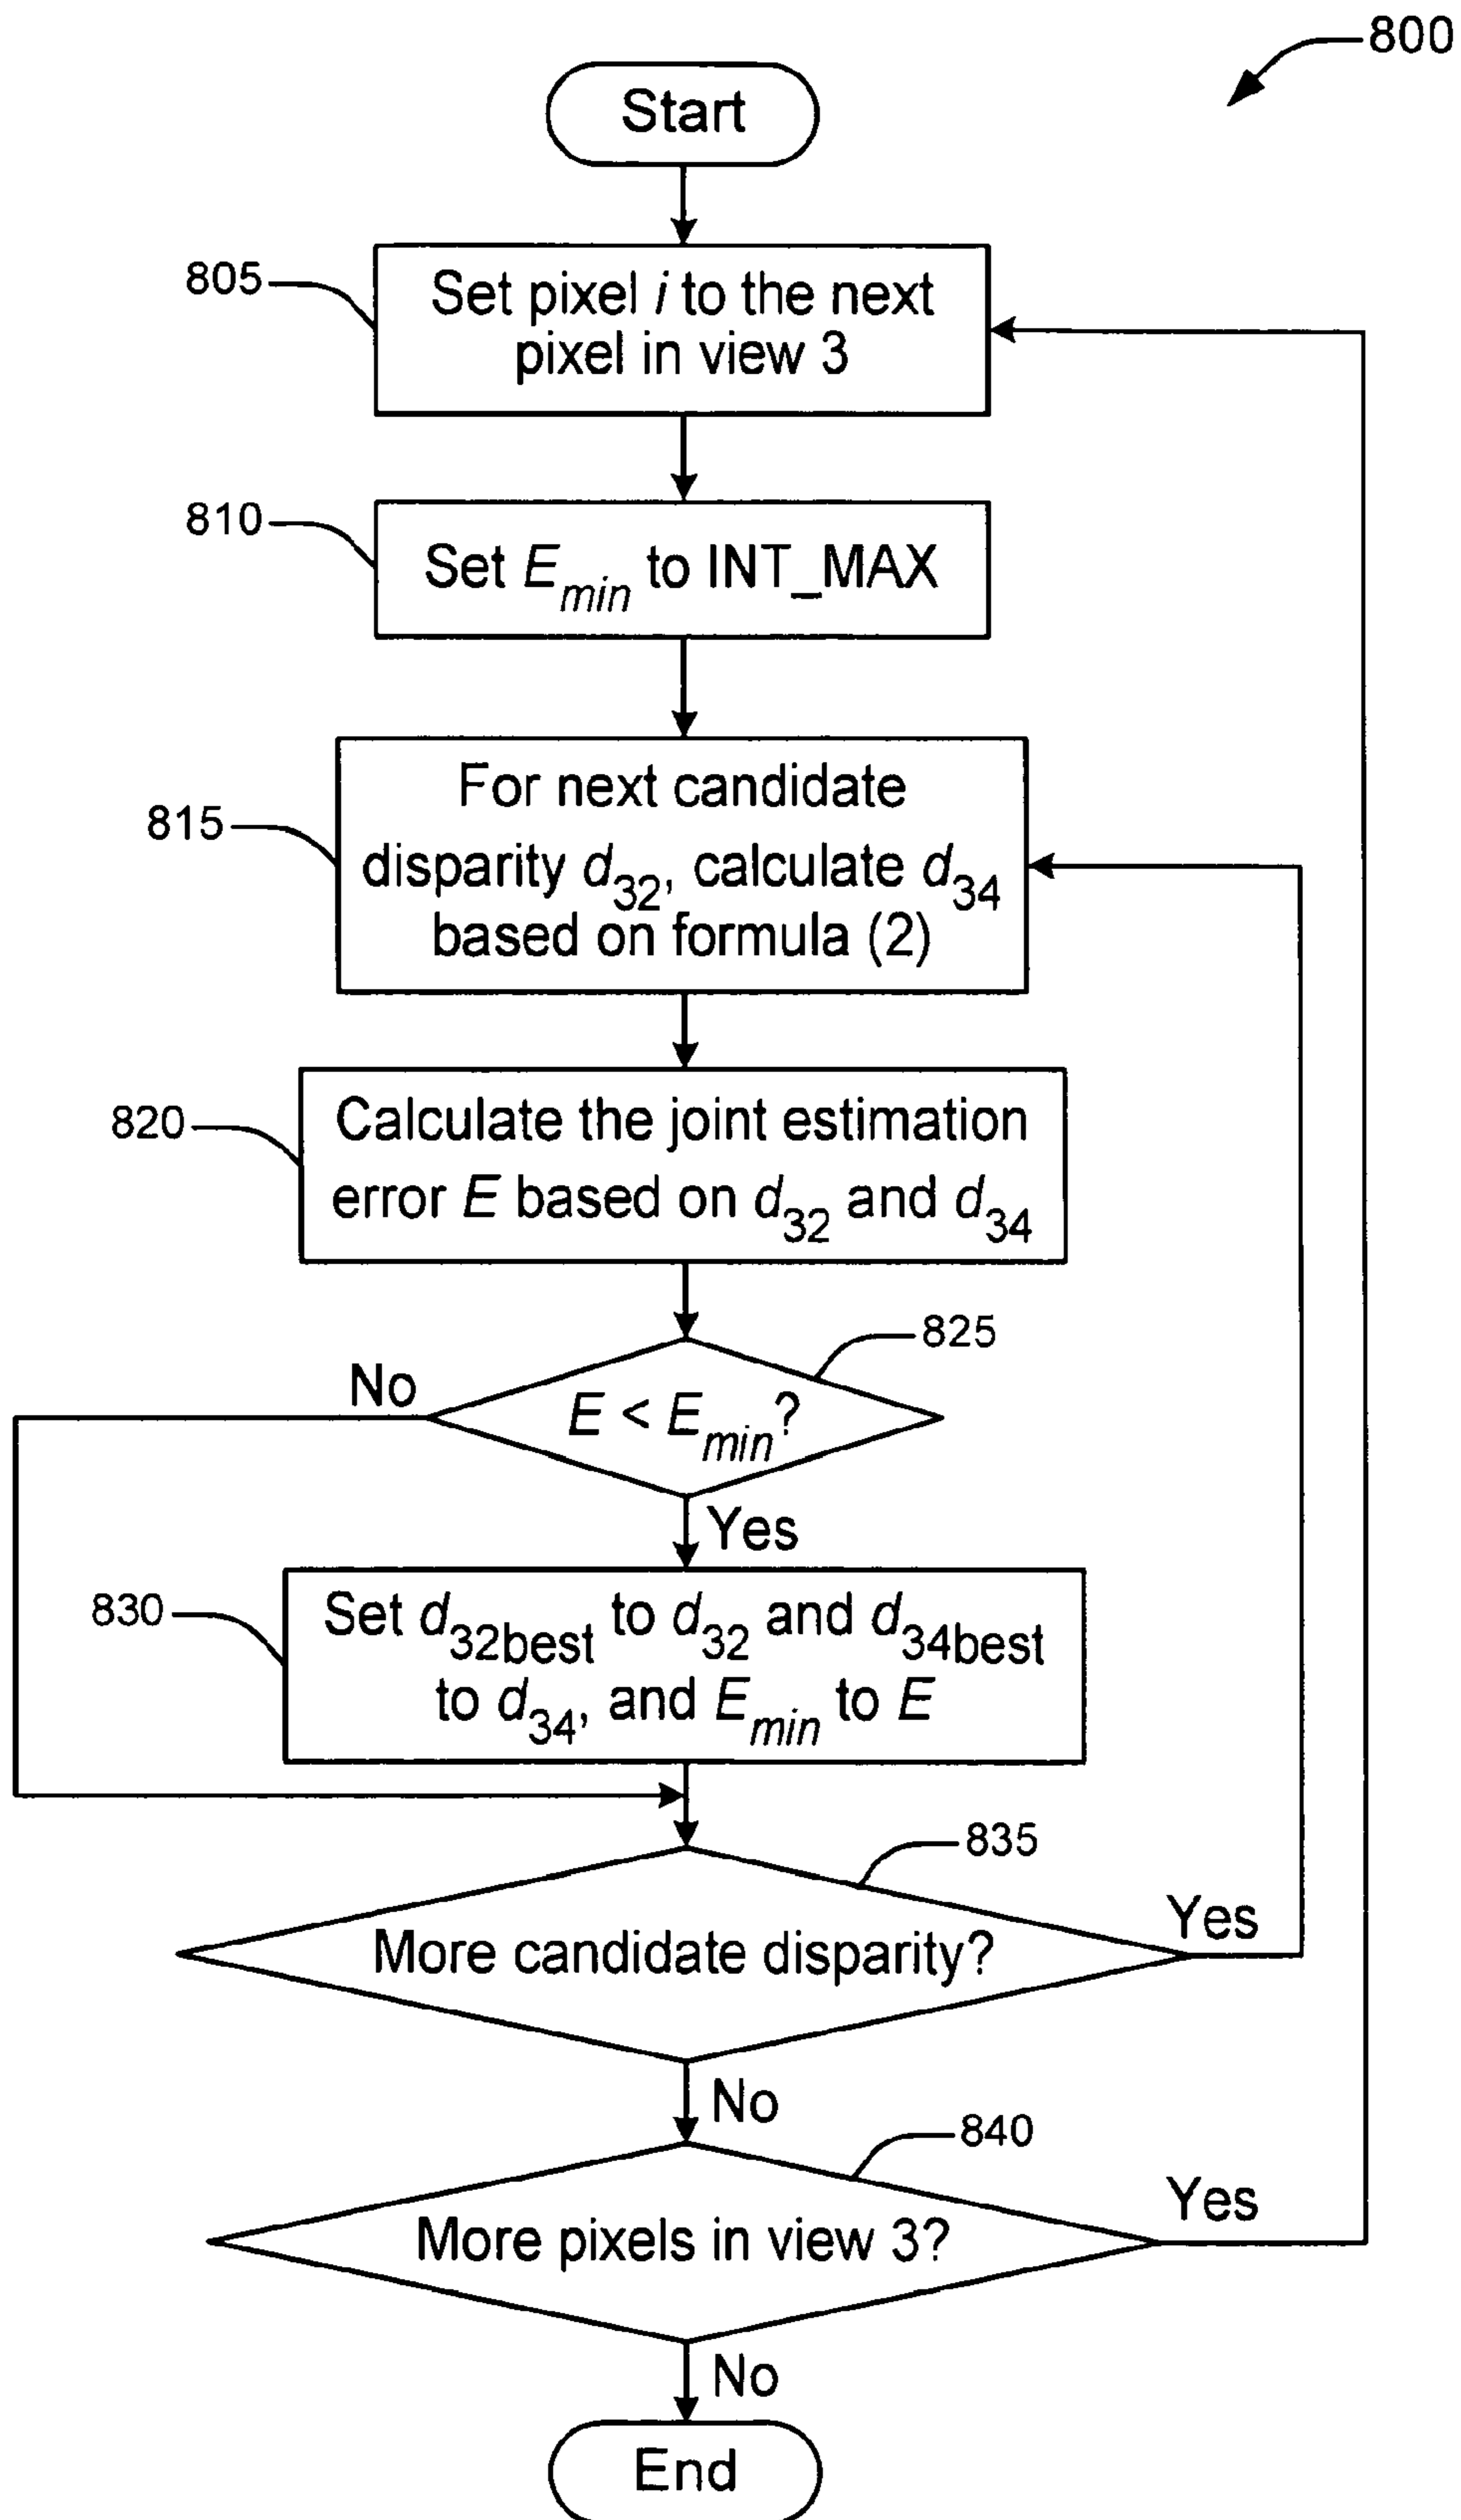 800
Start
805
Set pixel i to the next
pixel in view 3
810
Set Emin to INT_MAX
815
For next candidate
disparity d32, calculate d34
based on formula (2)
820
Calculate the joint estimation
error E based on d32 and d34
825
No
E < Emin?
Yes
830
Set d32best to d32 and d34best
to d34, and Emin to E
835
More candidate disparity?
Yes
No
840
More pixels in view 3?
Yes
No
End